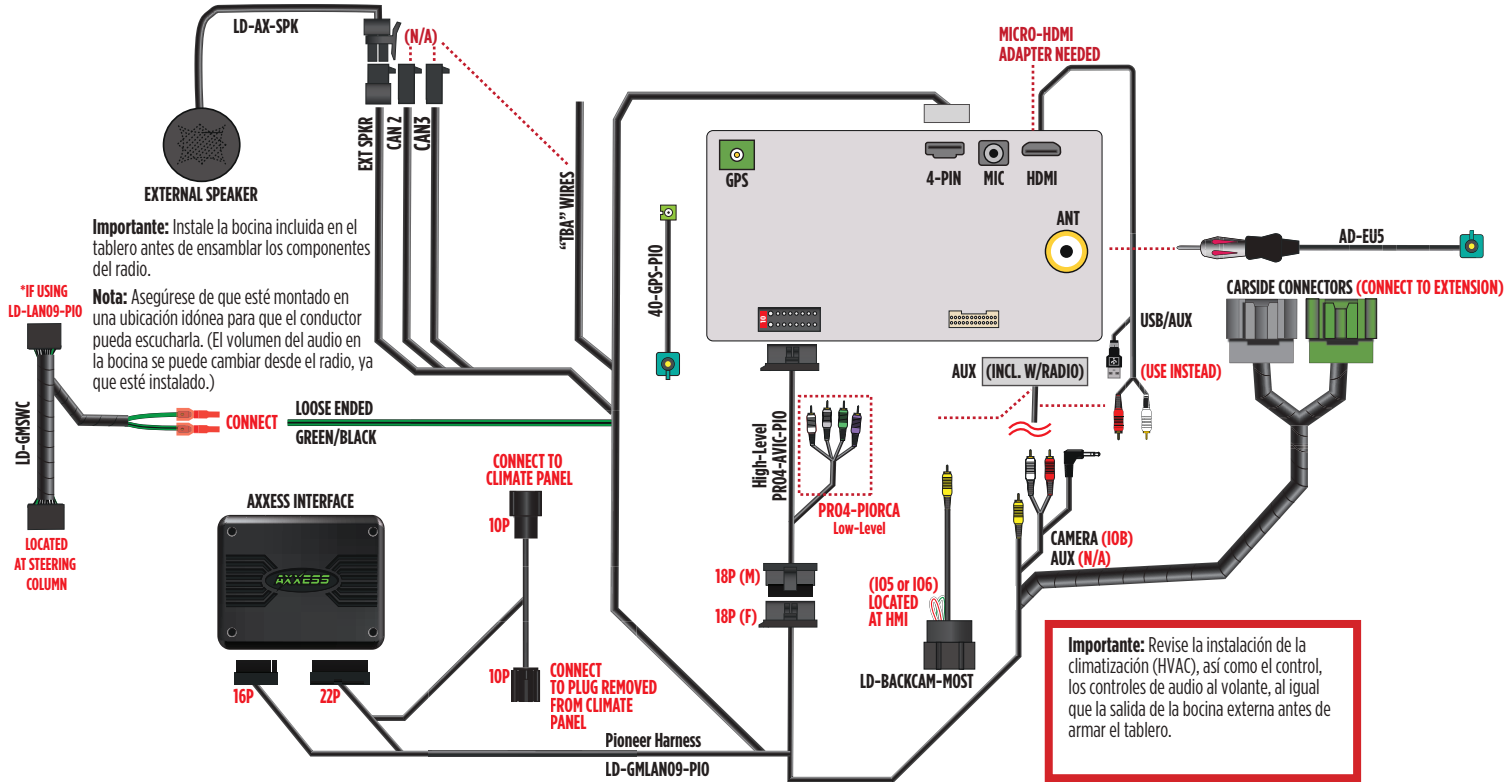 LD-AX-SPK
(N/A)
MICRO-HDMI
ADAPTER NEEDED
EXT SPKR
CAN 2
CAN3
"TBA" WIRES
EXTERNAL SPEAKER
Importante: Instale la bocina incluida en el
tablero antes de ensamblar los componentes
del radio.
Nota: Asegúrese de que esté montado en
una ubicación idónea para que el conductor
pueda escucharla. (El volumen del audio en
la bocina se puede cambiar desde el radio, ya
que esté instalado.)
GPS
4-PIN
MIC
HDMI
ANT
10
40-GPS-PIO
AD-EU5
CARSIDE CONNECTORS (CONNECT TO EXTENSION)
USB/AUX
(USE INSTEAD)
AUX
(INCL. W/RADIO)
*IF USING
LD-LAN09-PIO
LD-GMSWC
CONNECT
LOOSE ENDED
GREEN/BLACK
LOCATED
AT STEERING
COLUMN
High-Level
PRO4-AVIC-PIO
PRO4-PIORCA
Low-Level
CONNECT TO
CLIMATE PANEL
10P
AXXESS INTERFACE
AXXESS
18P (M)
18P (F)
(IO5 or IO6)
LOCATED
AT HMI
CAMERA (IOB)
AUX (N/A)
LD-BACKCAM-MOST
10P
CONNECT
TO PLUG REMOVED
FROM CLIMATE
PANEL
16P
22P
Pioneer Harness
LD-GMLAN09-PIO
Importante: Revise la instalación de la
climatización (HVAC), así como el control,
los controles de audio al volante, al igual
que la salida de la bocina externa antes de
armar el tablero.